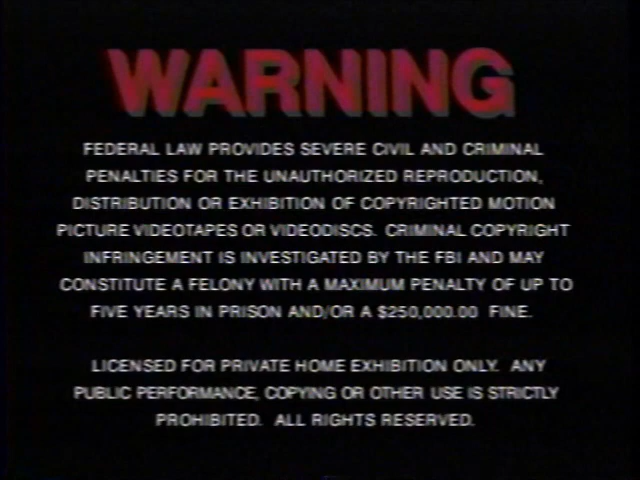 WARNING
FEDERAL LAW PROVIDES SEVERE CIVIL AND CRIMINAL
PENALTIES FOR THE UNAUTHORIZED REPRODUCTION,
DISTRIBUTION OR EXHIBITION OF COPYRIGHTED MOTION
PICTURE VIDEOTAPES OR VIDEODISCS. CRIMINAL COPYRIGHT
INFRINGEMENT IS INVESTIGATED BY THE FBI AND MAY
CONSTITUTE A FELONY WITH A MAXIMUM PENALTY OF UP TO
FIVE YEARS IN PRISON AND/OR A $250,000.00 FINE.
LICENSED FOR PRIVATE HOME EXHIBITION ONLY. ANY
PUBLIC PERFORMANCE, COPYING OR OTHER USE IS STRICTLY
PROHIBITED. ALL RIGHTS RESERVED.